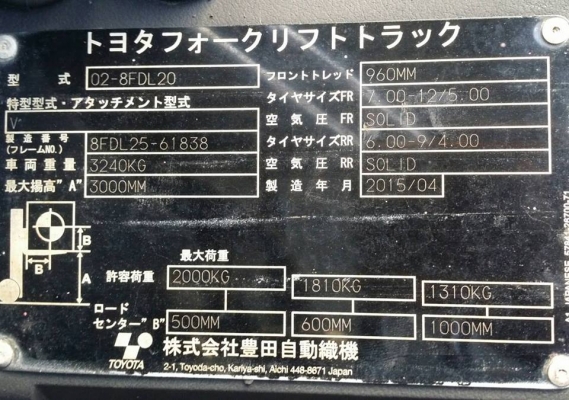 トヨタフォークリフトトラック
型 式 02-8FDL20 フロントトレッド 960MM
特型型式・アタッチメント型式 タイヤサイズFR 7.00-12/5.00
V 空気圧FR SOLID
製造番号(フレームNO.) 8FDL25-61838 タイヤサイズRR 6.00-9/4.00
車両重量 3240KG 空気圧RR SOLID
最大揚高"A" 3000MM 製造年月 2015/04
B
B
A
最大荷重
許容荷重 2000KG 1810KG 1310KG
ロードセンター"B" 500MM 600MM 1000MM
TOYOTA 株式会社豊田自動織機
2-1, Toyoda-cho, Kariya-shi, Aichi 448-8671 Japan